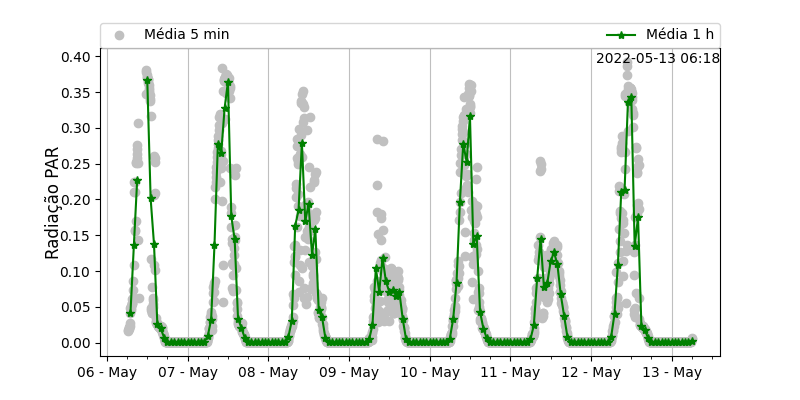 Média 5 min
Média 1 h
2022-05-13 06:18
Radiação PAR
0.40
0.35
0.30
0.25
0.20
0.15
0.10
0.05
0.00
06 - May
07 - May
08 - May
09 - May
10 - May
11 - May
12 - May
13 - May